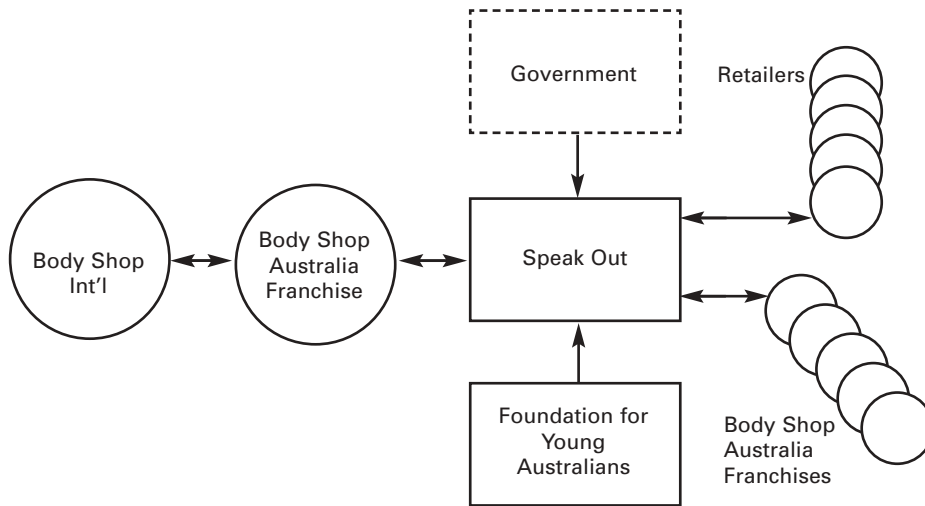 Government
Retailers
Body Shop
Int'l
Body Shop
Australia
Franchise
Speak Out
Foundation for
Young
Australians
Body Shop
Australia
Franchises